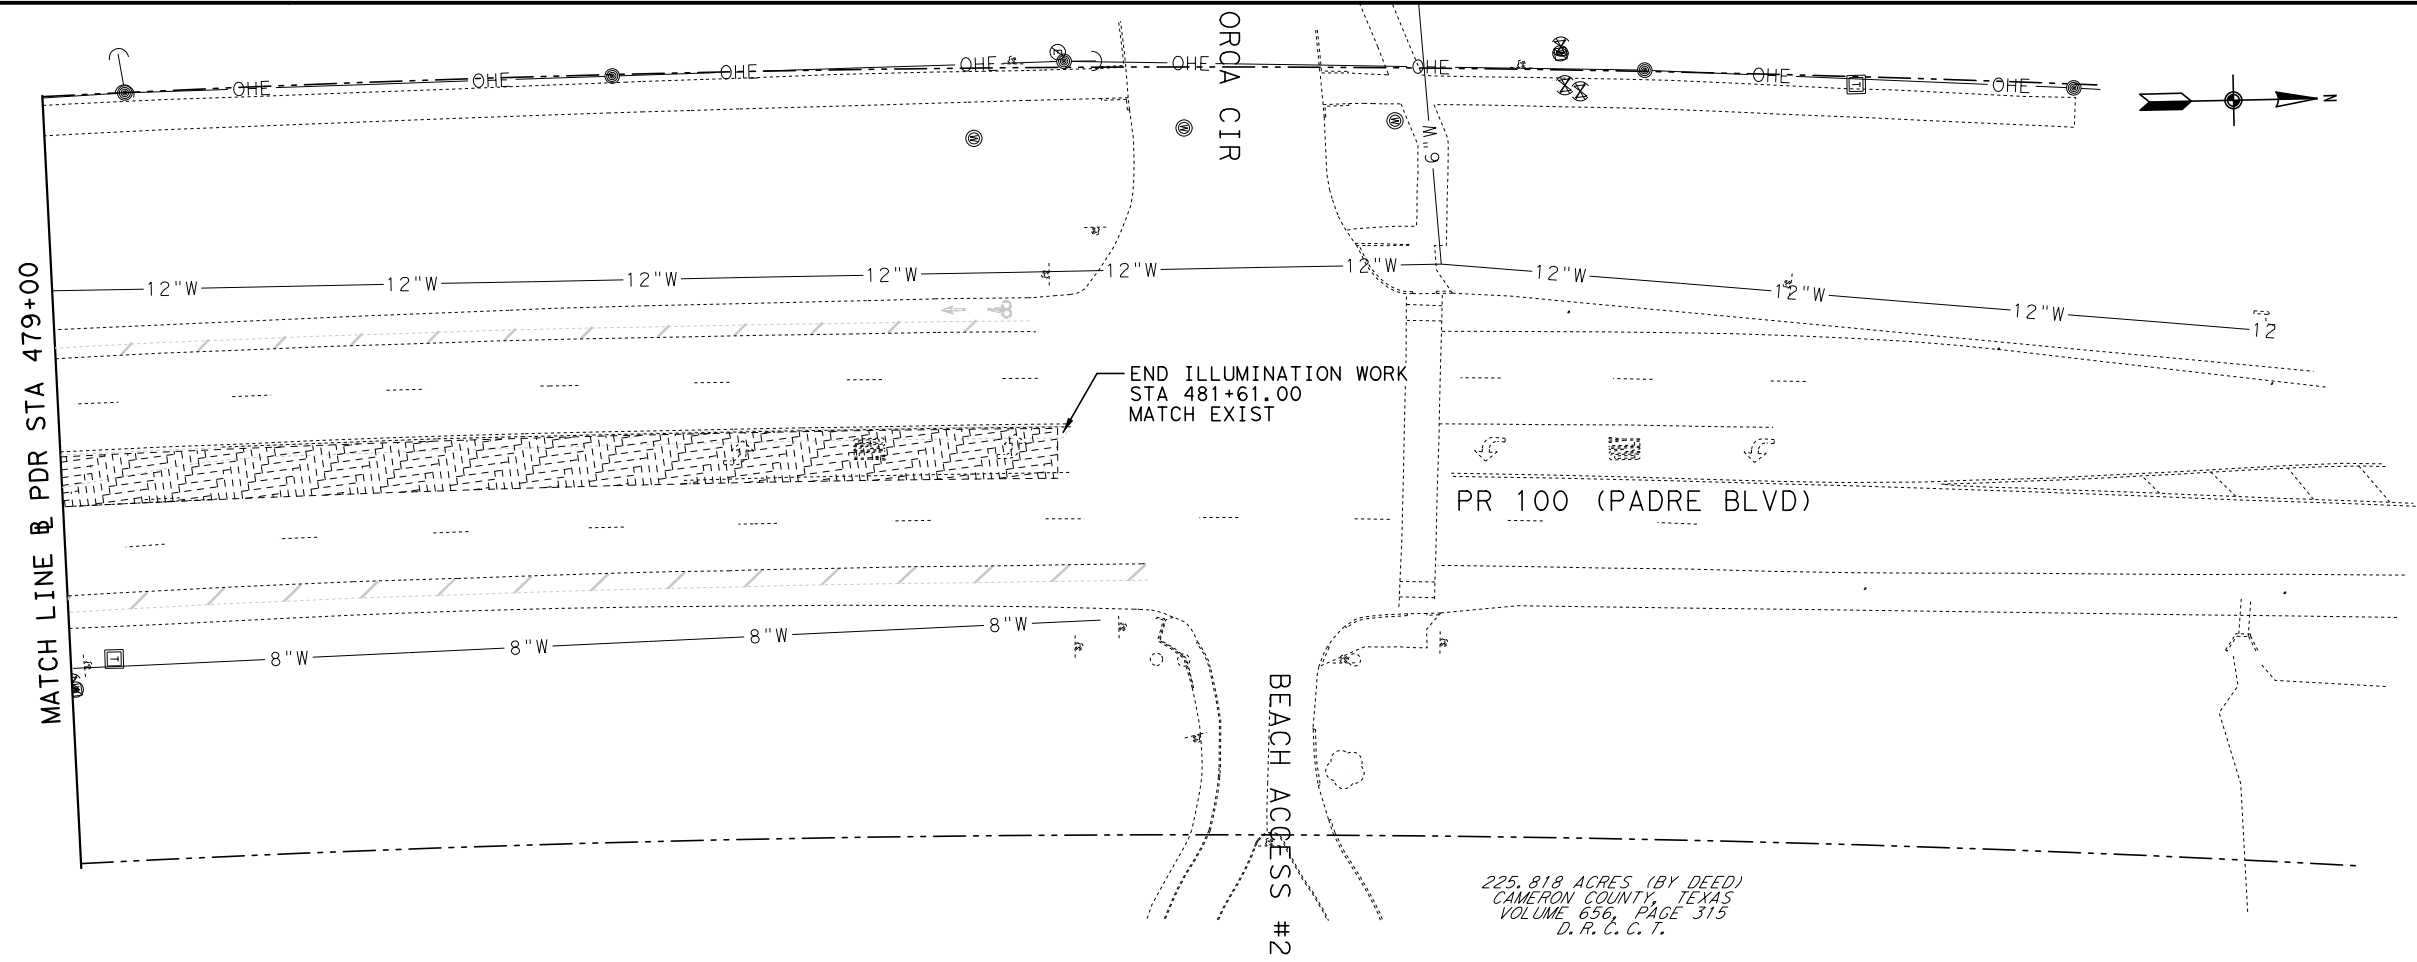 ORCA CIR
OHE OHE OHE OHE OHE OHE OHE OHE
E
T
N
W W W
6"W
12"W 12"W 12"W 12"W 12"W 12"W 12"W 12"W 12"W 12
MATCH LINE ⅊ PDR STA 479+00
END ILLUMINATION WORK
STA 481+61.00
MATCH EXIST
PR 100 (PADRE BLVD)
8"W 8"W 8"W 8"W
T
BEACH ACCESS #2
225.818 ACRES (BY DEED)
CAMERON COUNTY, TEXAS
VOLUME 656, PAGE 315
D.R.C.C.T.